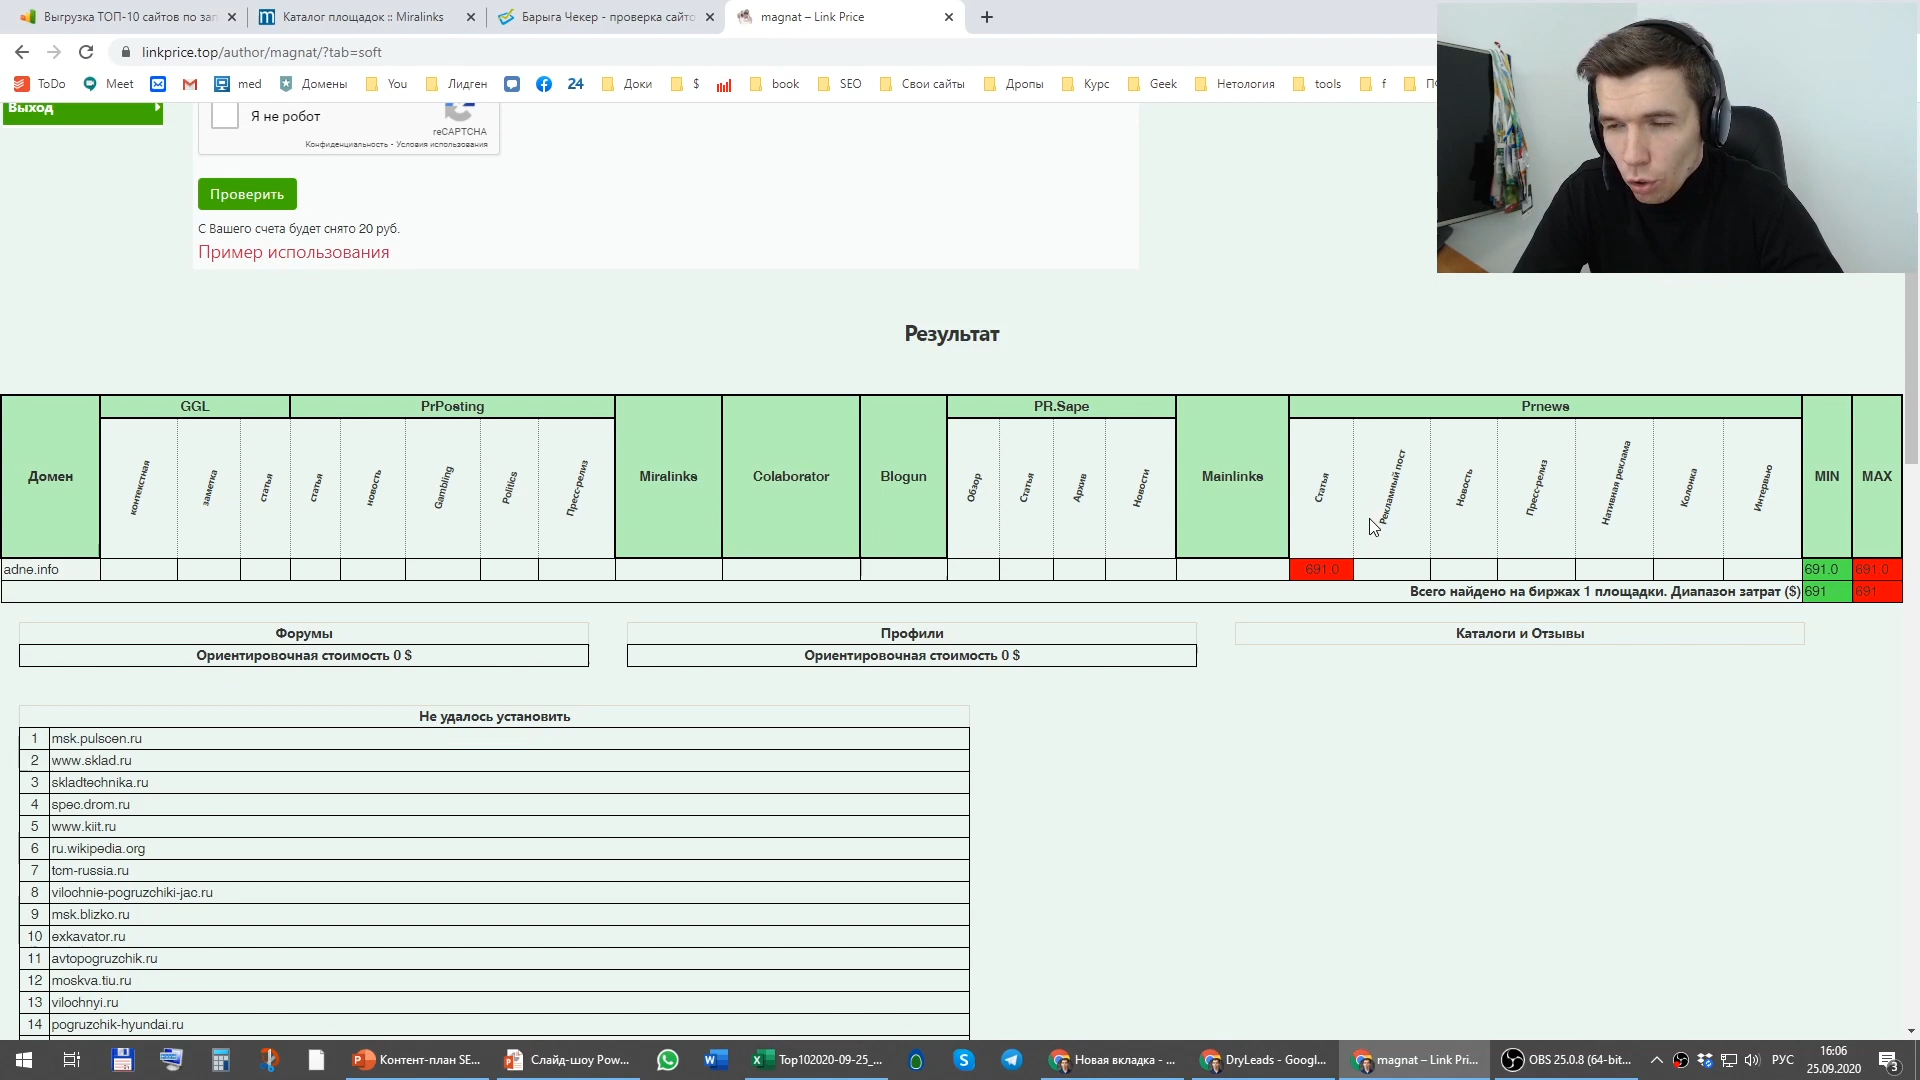 Выгрузка ТОП-10 сайтов по зап
Каталог площадок :: Miralinks
Барыга Чекер - проверка сайто
magnat – Link Price
linkprice.top/author/magnat/?tab=soft
ToDo
Meet
med
Домены
You
Лидген
24
Доки
$
book
SEO
Свои сайты
Дропы
Курс
Geek
Нетология
tools
f
Выход
Я не робот
reCAPTCHA
Конфиденциальность - Условия использования
Проверить
С Вашего счета будет снято 20 руб.
Пример использования
Результат
Домен
GGL
PrPosting
Miralinks
Colaborator
Blogun
PR.Sape
Mainlinks
Prnews
MIN
MAX
контекстная
заметка
статья
статья
новость
Gambling
Politics
Пресс-релиз
Обзор
Статья
Архив
Новости
Статья
Рекламный пост
Новость
Пресс-релиз
Нативная реклама
Колонка
Интервью
adne.info
691.0
691.0
691.0
Всего найдено на биржах 1 площадки. Диапазон затрат ($)
691
691
Форумы
Ориентировочная стоимость 0 $
Профили
Ориентировочная стоимость 0 $
Каталоги и Отзывы
Не удалось установить
1 msk.pulscen.ru
2 www.sklad.ru
3 skladtechnika.ru
4 spec.drom.ru
5 www.kiit.ru
6 ru.wikipedia.org
7 tcm-russia.ru
8 vilochnie-pogruzchiki-jac.ru
9 msk.blizko.ru
10 exkavator.ru
11 avtopogruzchik.ru
12 moskva.tiu.ru
13 vilochnyi.ru
14 pogruzchik-hyundai.ru
Контент-план SE...
Слайд-шоу Pow...
Top102020-09-25_...
Новая вкладка - ...
DryLeads - Googl...
magnat – Link Pri...
OBS 25.0.8 (64-bit...
РУС
16:06
25.09.2020
3